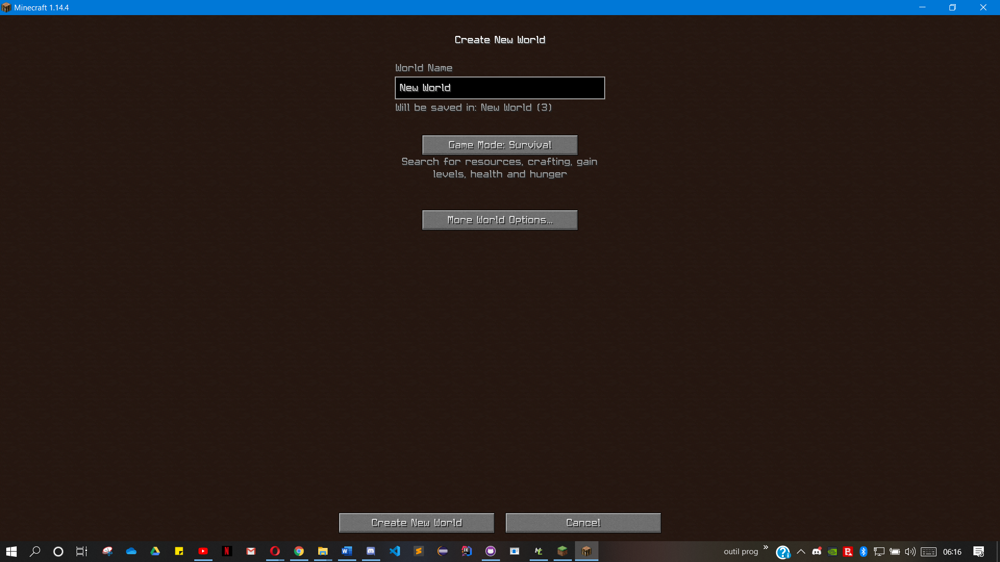 Minecraft 1.14.4
Create New World
World Name
New World
Will be saved in: New World (3)
Game Mode: Survival
Search for resources, crafting, gain
levels, health and hunger
More World Options...
Create New World
Cancel
outil prog
06:16